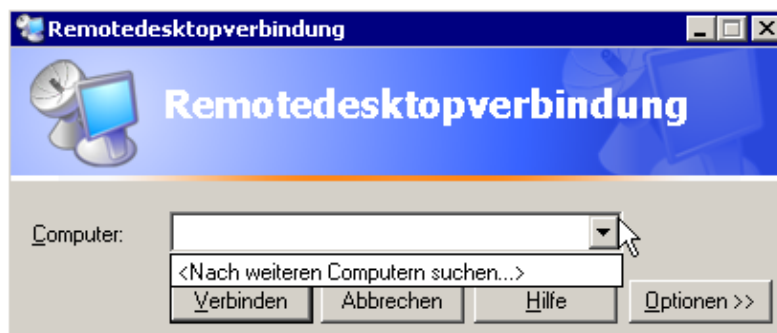 Remotedesktopverbindung
Remotedesktopverbindung
Computer:
<Nach weiteren Computern suchen...>
Verbinden Abbrechen Hilfe Optionen >>